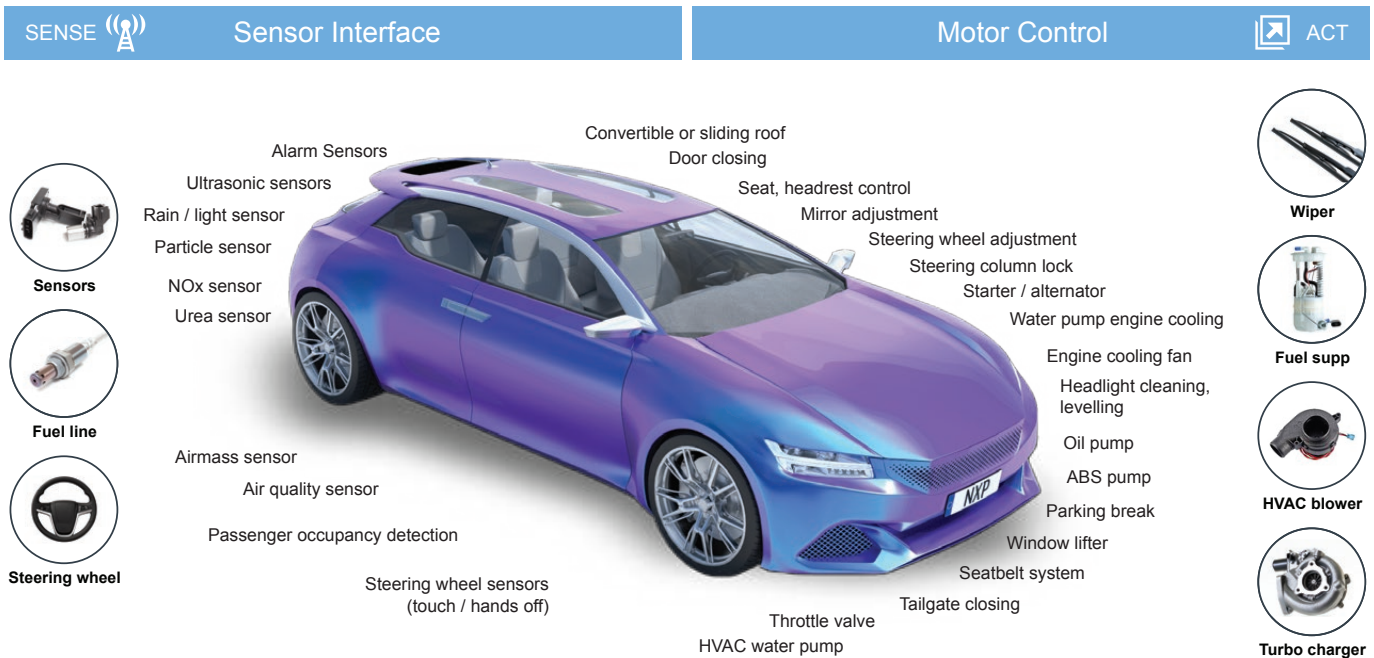 SENSE
Sensor Interface
Motor Control
ACT
Alarm Sensors
Ultrasonic sensors
Rain / light sensor
Particle sensor
NOx sensor
Urea sensor
Airmass sensor
Air quality sensor
Passenger occupancy detection
Steering wheel sensors
(touch / hands off)
Sensors
Fuel line
Steering wheel
Convertible or sliding roof
Door closing
Seat, headrest control
Mirror adjustment
Steering wheel adjustment
Steering column lock
Starter / alternator
Water pump engine cooling
Engine cooling fan
Headlight cleaning,
levelling
Oil pump
ABS pump
Parking break
Window lifter
Seatbelt system
Tailgate closing
Throttle valve
HVAC water pump
NXP
Wiper
Fuel supp
HVAC blower
Turbo charger